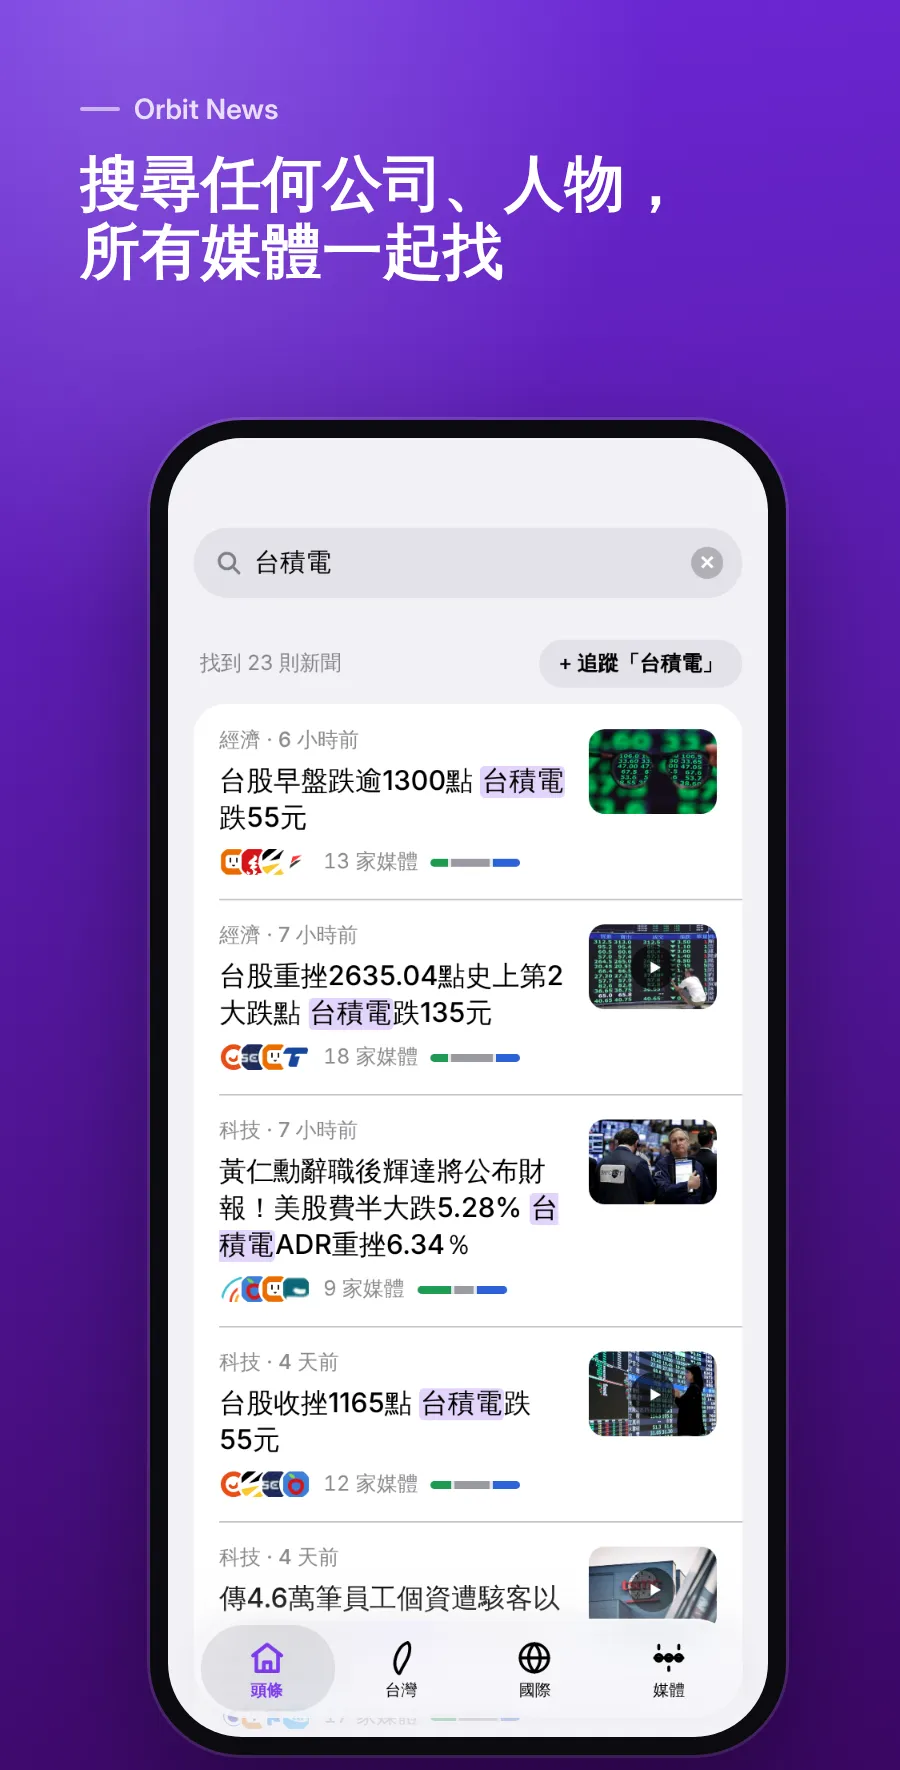 Orbit News
搜尋任何公司、人物，
所有媒體一起找
台積電
找到 23 則新聞
+ 追蹤「台積電」
經濟 · 6 小時前
台股早盤跌逾1300點 台積電
跌55元
13 家媒體
經濟 · 7 小時前
台股重挫2635.04點史上第2
大跌點 台積電跌135元
18 家媒體
科技 · 7 小時前
黃仁勳辭職後輝達將公布財
報！美股費半大跌5.28% 台
積電ADR重挫6.34％
9 家媒體
科技 · 4 天前
台股收挫1165點 台積電跌
55元
12 家媒體
科技 · 4 天前
傳4.6萬筆員工個資遭駭客以
17 家媒體
頭條
台灣
國際
媒體